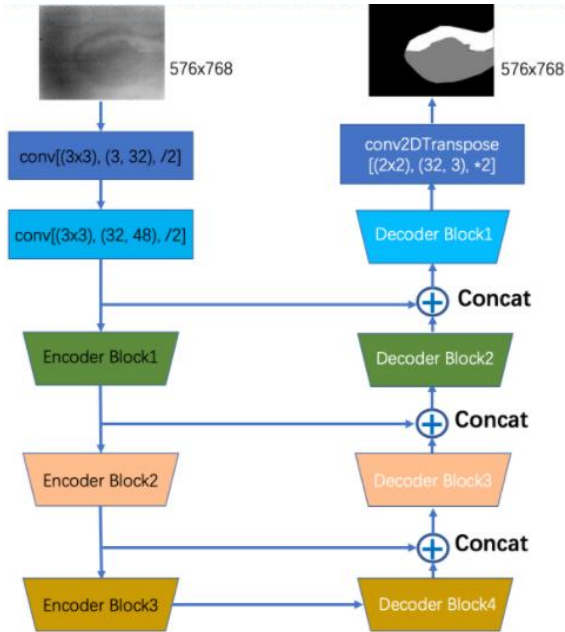 576x768
576x768
conv[(3x3), (3, 32), /2]
conv2DTranspose
[(2x2), (32, 3), *2]
conv[(3x3), (32, 48), /2]
Decoder Block1
Concat
Encoder Block1
Decoder Block2
Concat
Encoder Block2
Decoder Block3
Concat
Encoder Block3
Decoder Block4